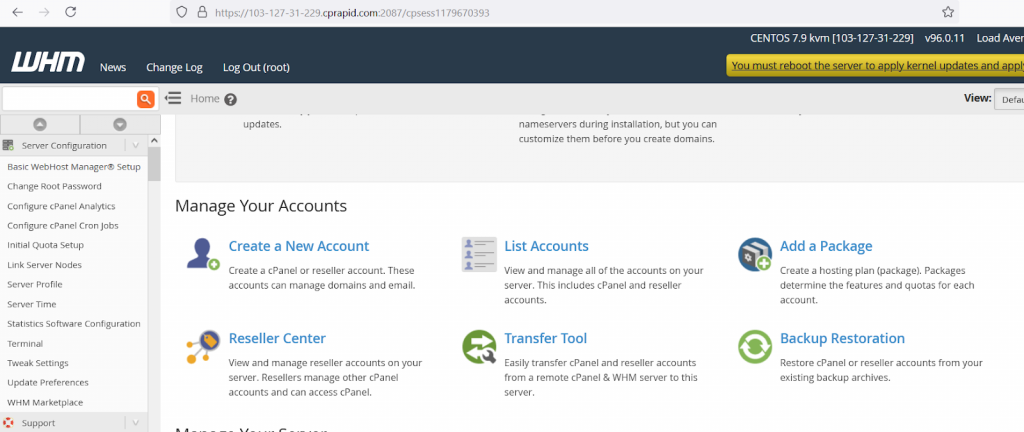 https://103-127-31-229.cprapid.com:2087/cpsess1179670393
CENTOS 7.9 kvm [103-127-31-229] v96.0.11 Load Aver
WHM
News Change Log Log Out (root)
You must reboot the server to apply kernel updates and apply
Home
View: Defau
updates.
nameservers during installation, but you can
customize them before you create domains.
Server Configuration
Basic WebHost Manager® Setup
Change Root Password
Configure cPanel Analytics
Configure cPanel Cron Jobs
Initial Quota Setup
Link Server Nodes
Server Profile
Server Time
Statistics Software Configuration
Terminal
Tweak Settings
Update Preferences
WHM Marketplace
Support
Manage Your Accounts
Create a New Account
Create a cPanel or reseller account. These
accounts can manage domains and email.
List Accounts
View and manage all of the accounts on your
server. This includes cPanel and reseller
accounts.
Add a Package
Create a hosting plan (package). Packages
determine the features and quotas for each
account.
Reseller Center
View and manage reseller accounts on your
server. Resellers manage other cPanel
accounts and can access cPanel.
Transfer Tool
Easily transfer cPanel and reseller accounts
from a remote cPanel & WHM server to this
server.
Backup Restoration
Restore cPanel or reseller accounts from your
existing backup archives.
Manage Your Server